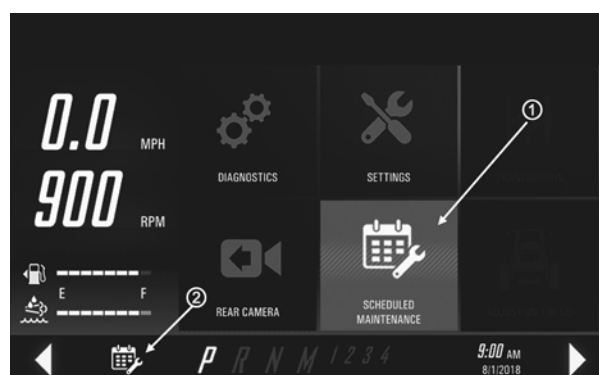 0.0 MPH
900 RPM
E F
DIAGNOSTICS
SETTINGS
①
REAR CAMERA
SCHEDULED
MAINTENANCE
②
P R N M 1 2 3 4
9:00 AM
8/1/2018